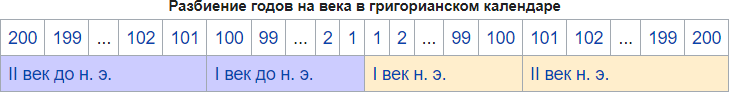 Разбиение годов на века в григорианском календаре
200 199 ... 102 101 100 99 ... 2 1 1 2 ... 99 100 101 102 ... 199 200
II век до н. э. I век до н. э. I век н. э. II век н. э.